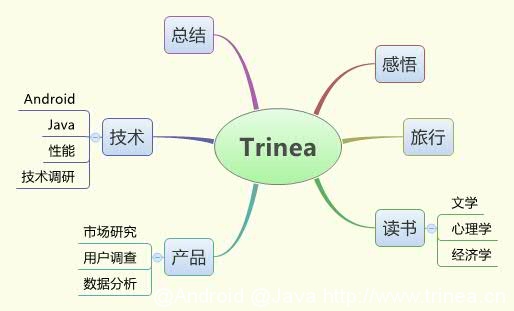 总结
感悟
Android
Java
性能
技术调研
技术
Trinea
旅行
读书
文学
心理学
经济学
市场研究
用户调查
数据分析
产品
@Android @Java http://www.trinea.cn